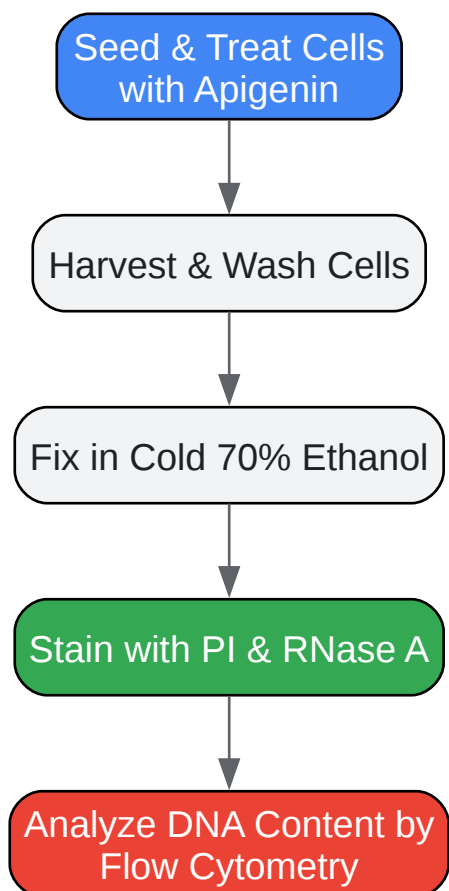 Seed & Treat Cells
with Apigenin
Harvest & Wash Cells
Fix in Cold 70% Ethanol
Stain with PI & RNase A
Analyze DNA Content by
Flow Cytometry